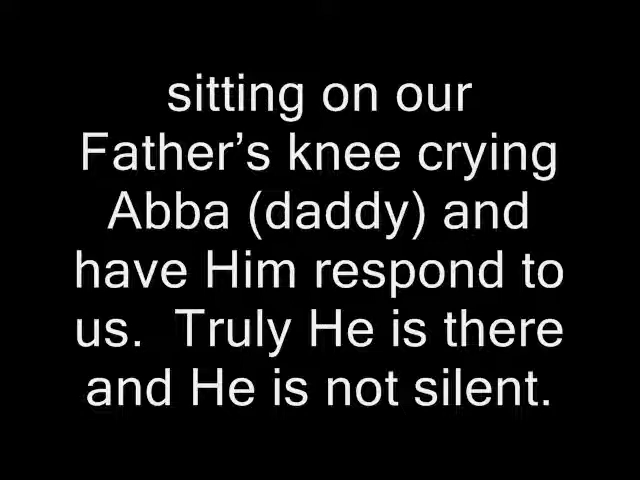 sitting on our
Father’s knee crying
Abba (daddy) and
have Him respond to
us.  Truly He is there
and He is not silent.